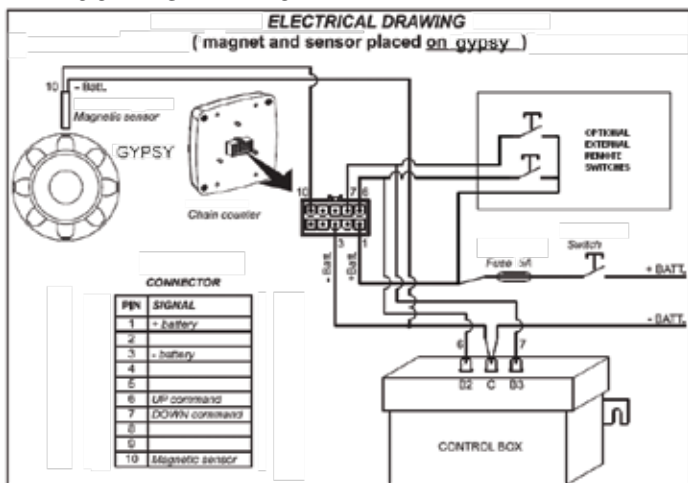 ELECTRICAL DRAWING
( magnet and sensor placed on gypsy )
10
- Batt.
Magnetic sensor
GYPSY
Chain counter
10
7
6
3
1
- Batt.
+Batt.
OPTIONAL
EXTERNAL
REMOTE
SWITCHES
Fuse 5A
Switch
+ BATT.
- BATT.
CONNECTOR
PIN SIGNAL
1 + battery
2
3 - battery
4
5
6 UP command
7 DOWN command
8
9
10 Magnetic sensor
6
7
B2 C B3
CONTROL BOX